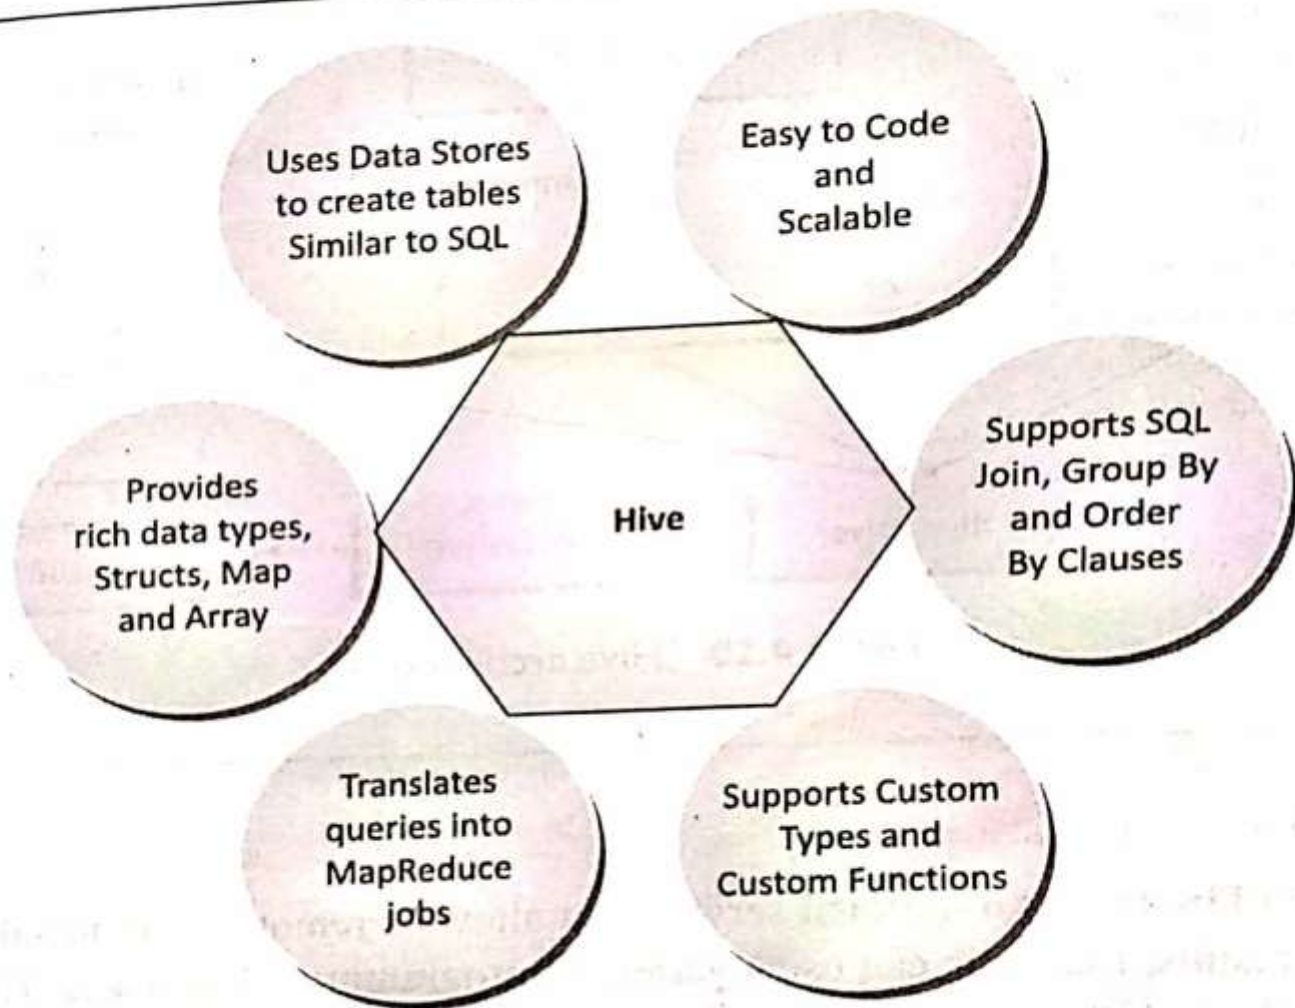 Uses Data Stores
to create tables
Similar to SQL
Easy to Code
and
Scalable
Provides
rich data types,
Structs, Map
and Array
Hive
Supports SQL
Join, Group By
and Order
By Clauses
Translates
queries into
MapReduce
jobs
Supports Custom
Types and
Custom Functions